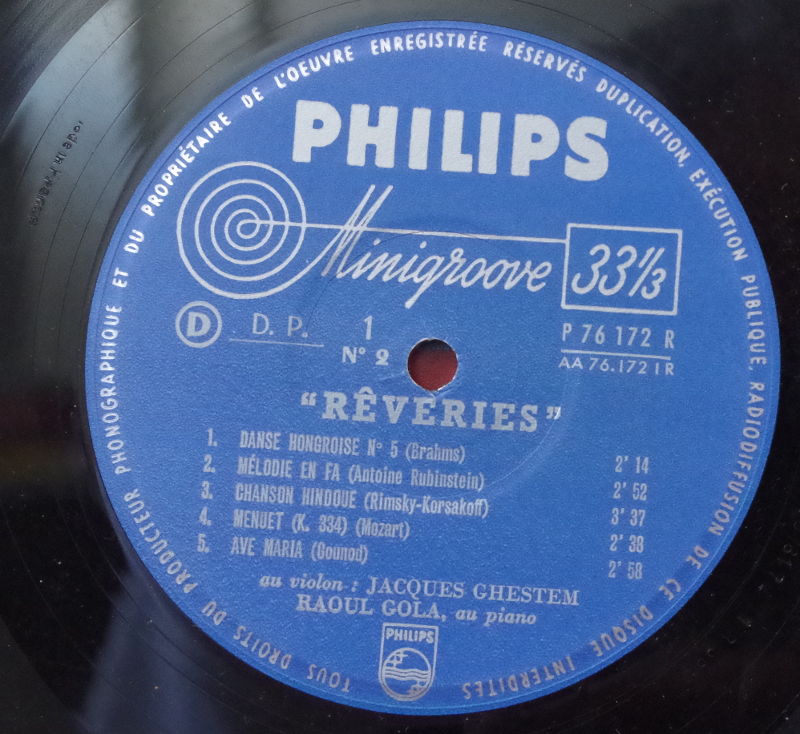 TOUS DROITS DU PRODUCTEUR PHONOGRAPHIQUE ET DU PROPRIÉTAIRE DE L'OEUVRE ENREGISTRÉE RÉSERVÉS DUPLICATION, EXÉCUTION PUBLIQUE, RADIODIFFUSION DE CE DISQUE INTERDITES
PHILIPS
Minigroove 33 1/3
D D. P. 1 P 76 172 R
N° 2 AA 76.172 1 R
"RÊVERIES"
1. DANSE HONGROISE N° 5 (Brahms) 2' 14
2. MÉLODIE EN FA (Antoine Rubinstein) 2' 52
3. CHANSON HINDOUE (Rimsky-Korsakoff) 3' 37
4. MENUET (K. 334) (Mozart) 2' 38
5. AVE MARIA (Gounod) 2' 58
au violon : JACQUES GHESTEM
RAOUL GOLA, au piano
PHILIPS